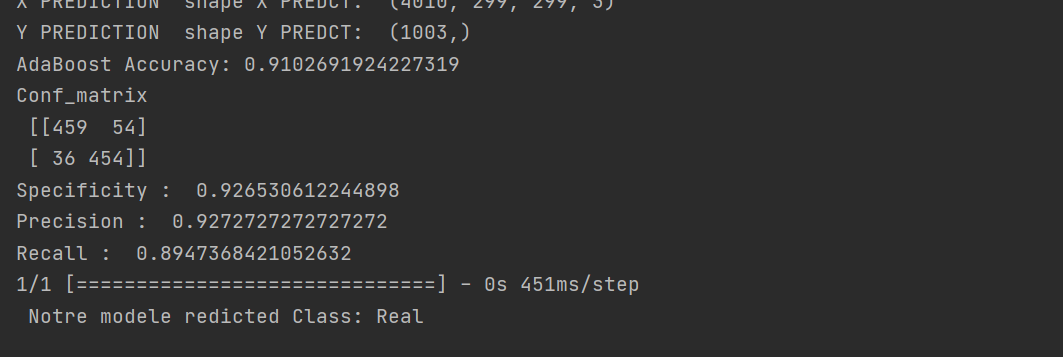 X PREDICTION  shape X PREDCT:  (4010, 299, 299, 3)
Y PREDICTION  shape Y PREDCT:  (1003,)
AdaBoost Accuracy: 0.9102691924227319
Conf_matrix
 [[459  54]
 [ 36 454]]
Specificity :  0.926530612244898
Precision :  0.9272727272727272
Recall :  0.8947368421052632
1/1 [==============================] - 0s 451ms/step
 Notre modele redicted Class: Real